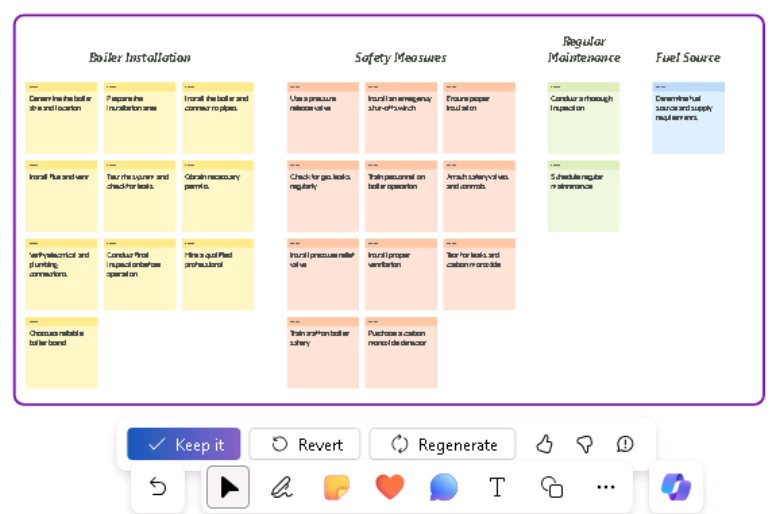 Boiler Installation
Safety Measures
Regular
Maintenance
Fuel Source
Determine the boiler
size and location
Prepare the
installation area
Install the boiler and
connect to pipes.
Install flue and vent
Test the system and
check for leaks.
Obtain necessary
permits.
Verify electrical and
plumbing
connections.
Conduct final
inspection before
operation
Hire a qualified
professional
Choose a reliable
boiler brand
Use a pressure
release valve
Install an emergency
shut-off switch
Ensure proper
insulation
Check for gas leaks
regularly
Train personnel on
boiler operation
Attach safety valves
and controls.
Install pressure relief
valve
Install proper
ventilation
Test for leaks and
carbon monoxide
Train staff on boiler
safety
Purchase a carbon
monoxide detector
Conduct a thorough
inspection
Schedule regular
maintenance
Determine fuel
source and supply
requirements.
Keep it
Revert
Regenerate
T